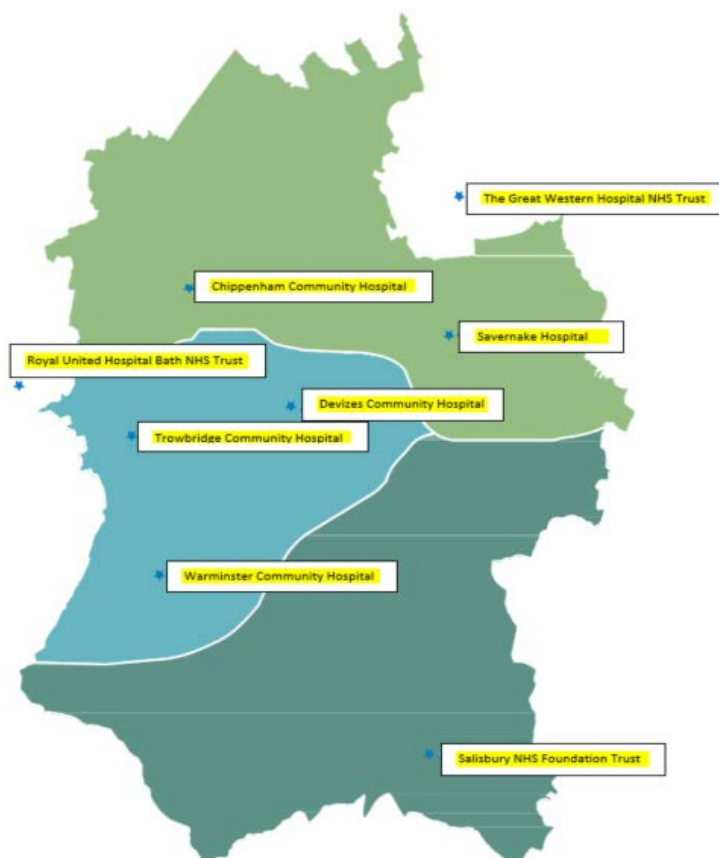 The Great Western Hospital NHS Trust
Chippenham Community Hospital
Savernake Hospital
Royal United Hospital Bath NHS Trust
Devizes Community Hospital
Trowbridge Community Hospital
Warminster Community Hospital
Salisbury NHS Foundation Trust